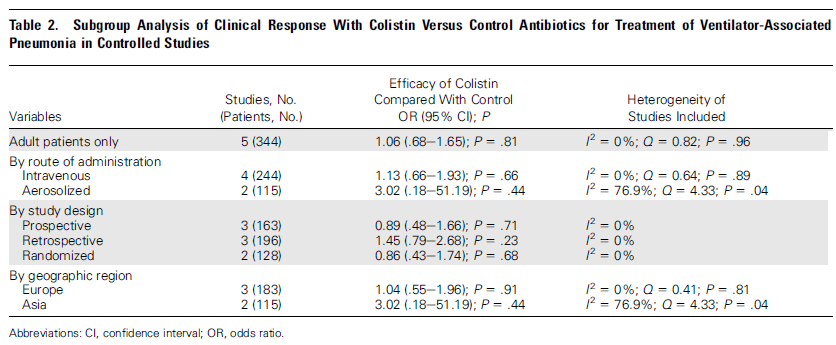 Table 2. Subgroup Analysis of Clinical Response With Colistin Versus Control Antibiotics for Treatment of Ventilator-Associated
Pneumonia in Controlled Studies
Variables Studies, No. (Patients, No.) Efficacy of Colistin Compared With Control OR (95% CI); P Heterogeneity of Studies Included
Adult patients only 5 (344) 1.06 (.68–1.65); P = .81 I² = 0%; Q = 0.82; P = .96
By route of administration
Intravenous 4 (244) 1.13 (.66–1.93); P = .66 I² = 0%; Q = 0.64; P = .89
Aerosolized 2 (115) 3.02 (.18–51.19); P = .44 I² = 76.9%; Q = 4.33; P = .04
By study design
Prospective 3 (163) 0.89 (.48–1.66); P = .71 I² = 0%
Retrospective 3 (196) 1.45 (.79–2.68); P = .23 I² = 0%
Randomized 2 (128) 0.86 (.43–1.74); P = .68 I² = 0%
By geographic region
Europe 3 (183) 1.04 (.55–1.96); P = .91 I² = 0%; Q = 0.41; P = .81
Asia 2 (115) 3.02 (.18–51.19); P = .44 I² = 76.9%; Q = 4.33; P = .04
Abbreviations: CI, confidence interval; OR, odds ratio.